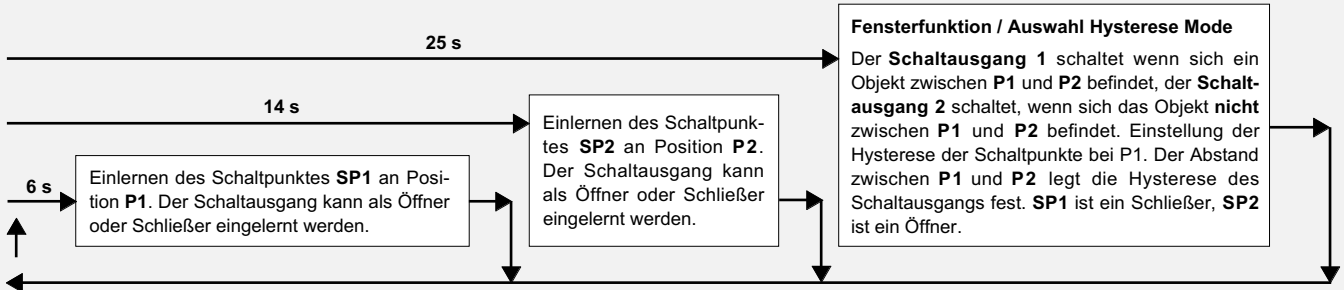 25 s
Fensterfunktion / Auswahl Hysterese Mode
Der Schaltausgang 1 schaltet wenn sich ein
Objekt zwischen P1 und P2 befindet, der Schalt-
ausgang 2 schaltet, wenn sich das Objekt nicht
zwischen P1 und P2 befindet. Einstellung der
Hysterese der Schaltpunkte bei P1. Der Abstand
zwischen P1 und P2 legt die Hysterese des
Schaltausgangs fest. SP1 ist ein Schließer, SP2
ist ein Öffner.
14 s
Einlernen des Schaltpunk-
tes SP2 an Position P2.
Der Schaltausgang kann
als Öffner oder Schließer
eingelernt werden.
6 s
Einlernen des Schaltpunktes SP1 an Posi-
tion P1. Der Schaltausgang kann als Öffner
oder Schließer eingelernt werden.